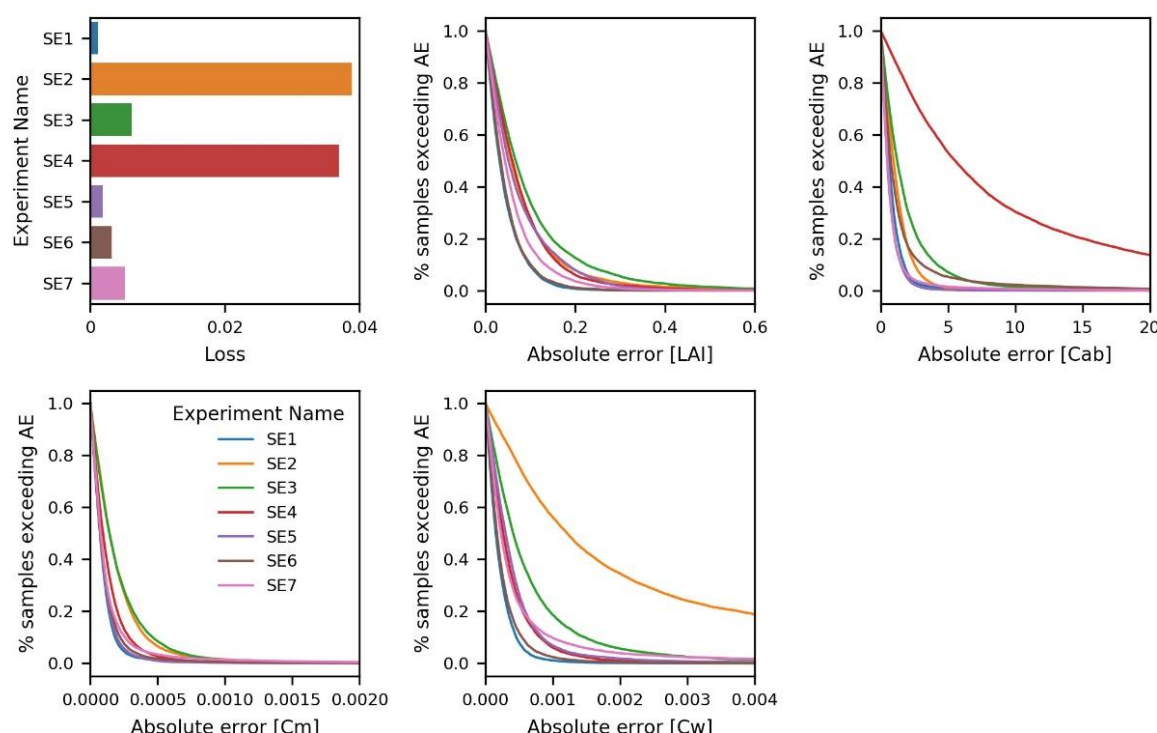 SE1
SE2
SE3
SE4
SE5
SE6
SE7
Experiment Name
0 0.02 0.04
Loss
1.0
0.8
0.6
0.4
0.2
0.0
% samples exceeding AE
0.0 0.2 0.4 0.6
Absolute error [LAI]
1.0
0.8
0.6
0.4
0.2
0.0
% samples exceeding AE
0 5 10 15 20
Absolute error [Cab]
1.0
0.8
0.6
0.4
0.2
0.0
% samples exceeding AE
Experiment Name
SE1
SE2
SE3
SE4
SE5
SE6
SE7
0.0000 0.0005 0.0010 0.0015 0.0020
Absolute error [Cm]
1.0
0.8
0.6
0.4
0.2
0.0
% samples exceeding AE
0.000 0.001 0.002 0.003 0.004
Absolute error [Cw]